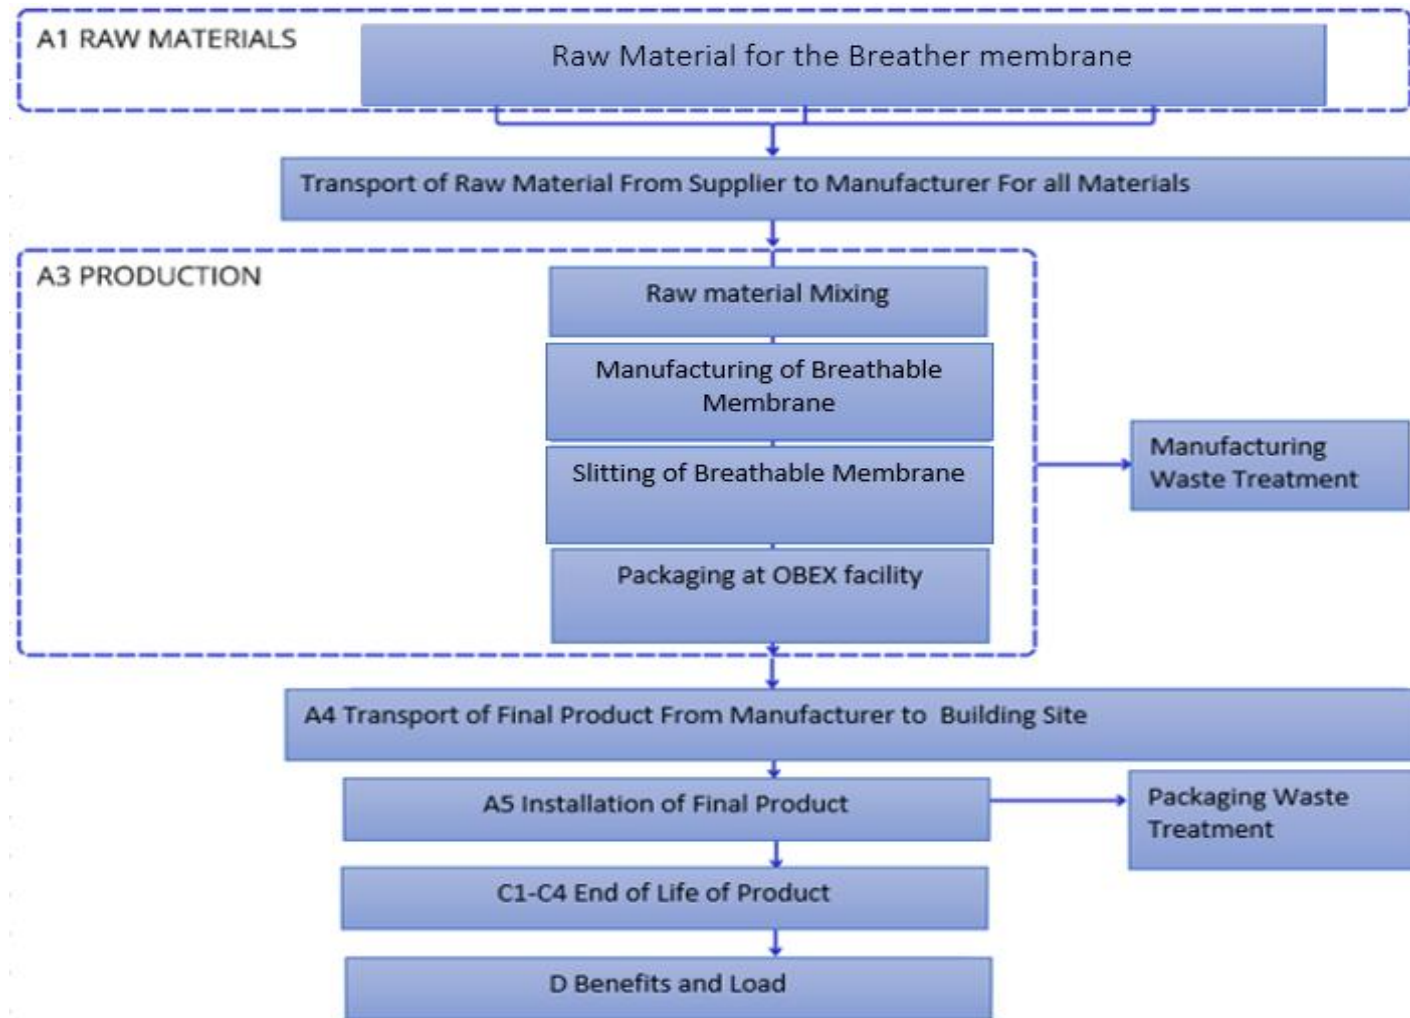 A1 RAW MATERIALS
Raw Material for the Breather membrane
Transport of Raw Material From Supplier to Manufacturer For all Materials
A3 PRODUCTION
Raw material Mixing
Manufacturing of Breathable
Membrane
Slitting of Breathable Membrane
Manufacturing
Waste Treatment
Packaging at OBEX facility
A4 Transport of Final Product From Manufacturer to Building Site
A5 Installation of Final Product
Packaging Waste
Treatment
C1-C4 End of Life of Product
D Benefits and Load